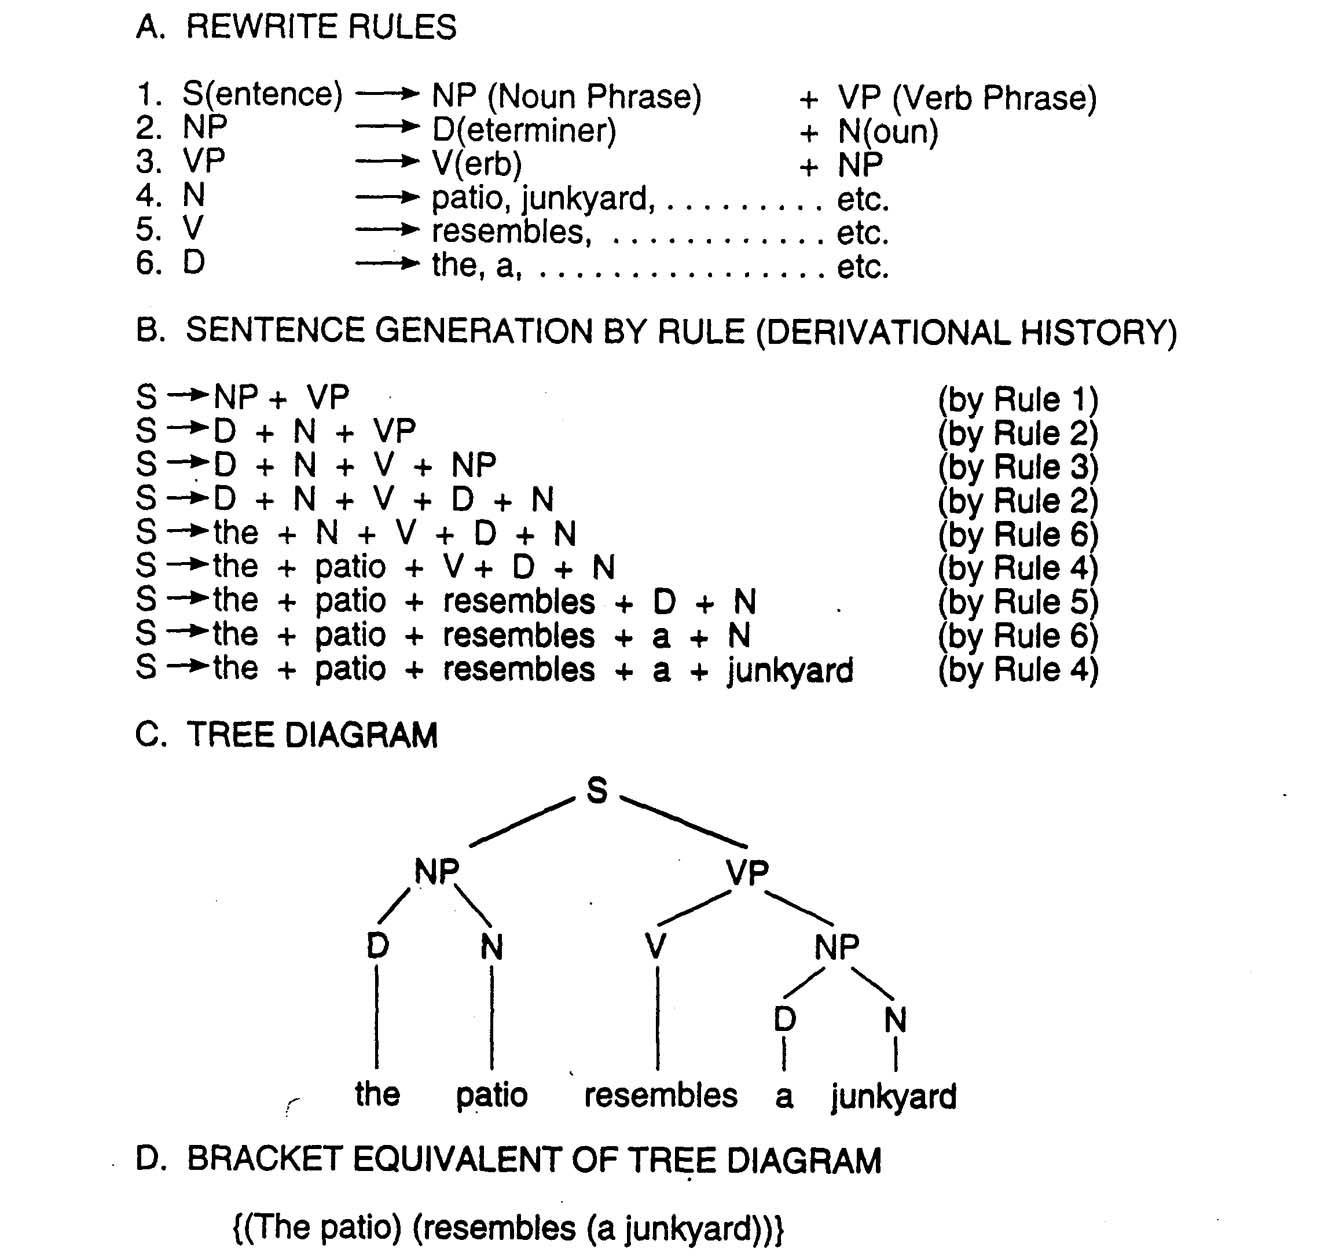 A. REWRITE RULES
1. S(entence) → NP (Noun Phrase) + VP (Verb Phrase)
2. NP → D(eterminer) + N(oun)
3. VP → V(erb) + NP
4. N → patio, junkyard, . . . . . . . . . etc.
5. V → resembles, . . . . . . . . . . . . etc.
6. D → the, a, . . . . . . . . . . . . . . . . etc.
B. SENTENCE GENERATION BY RULE (DERIVATIONAL HISTORY)
S → NP + VP (by Rule 1)
S → D + N + VP (by Rule 2)
S → D + N + V + NP (by Rule 3)
S → D + N + V + D + N (by Rule 2)
S → the + N + V + D + N (by Rule 6)
S → the + patio + V + D + N (by Rule 4)
S → the + patio + resembles + D + N (by Rule 5)
S → the + patio + resembles + a + N (by Rule 6)
S → the + patio + resembles + a + junkyard (by Rule 4)
C. TREE DIAGRAM
S
NP VP
D N V NP
D N
the patio resembles a junkyard
D. BRACKET EQUIVALENT OF TREE DIAGRAM
{(The patio) (resembles (a junkyard))}